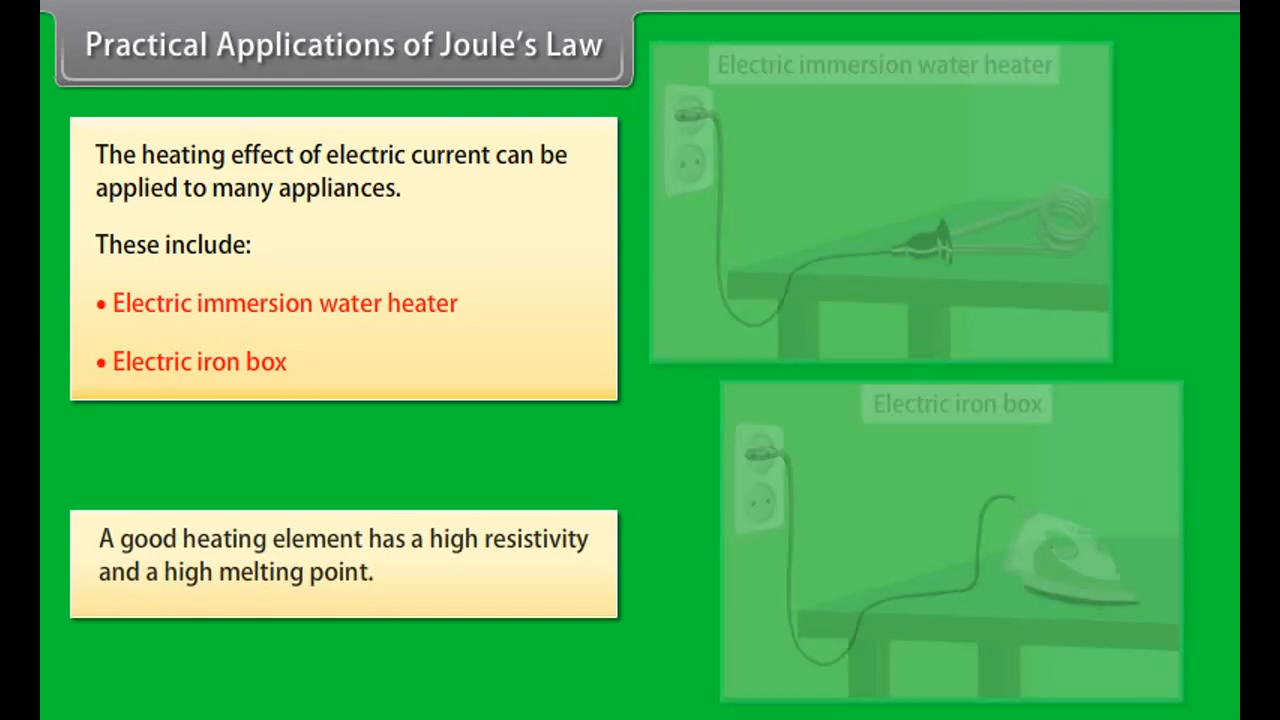 Practical Applications of Joule's Law
The heating effect of electric current can be
applied to many appliances.
These include:
• Electric immersion water heater
• Electric iron box
A good heating element has a high resistivity
and a high melting point.
Electric immersion water heater
Electric iron box